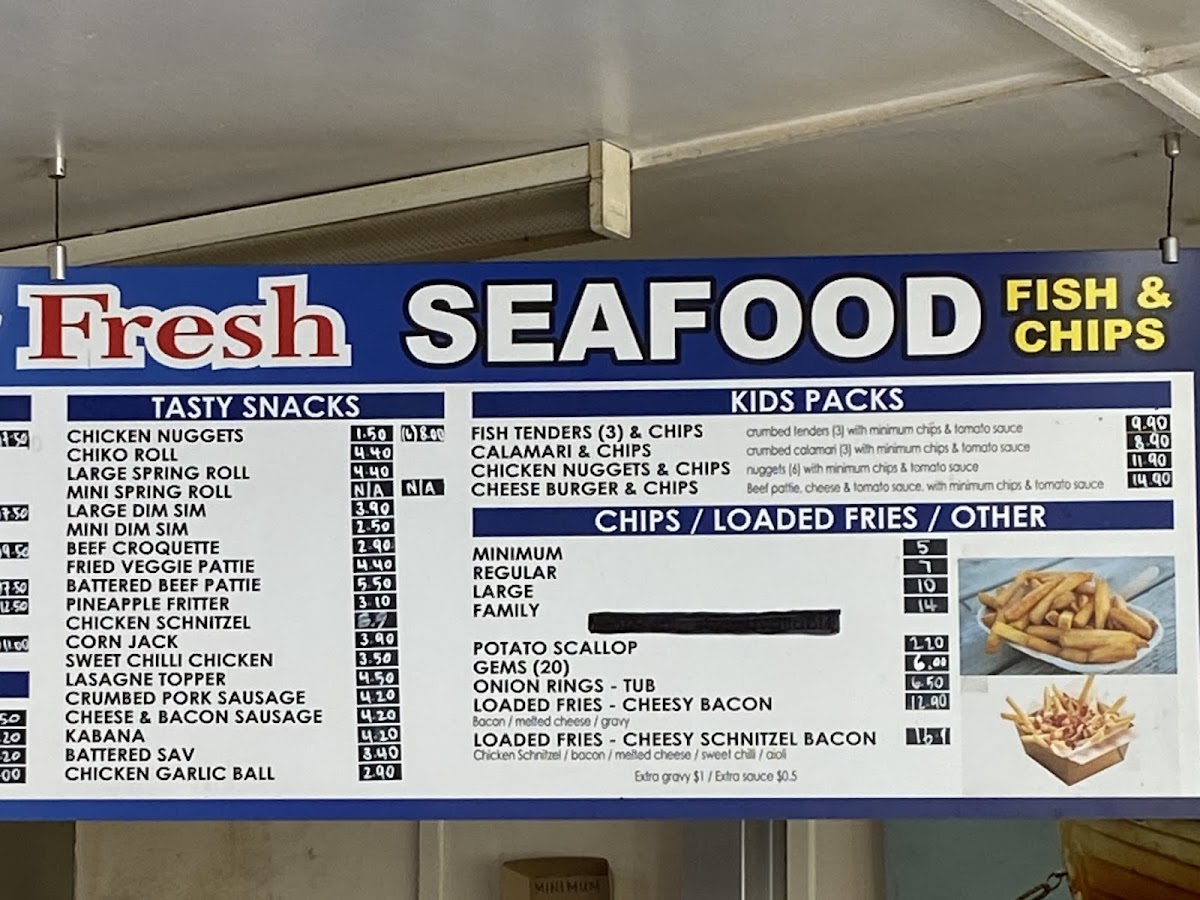 Fresh SEAFOOD FISH & CHIPS
TASTY SNACKS
CHICKEN NUGGETS 1.50 (6) 8.00
CHIKO ROLL 4.40
LARGE SPRING ROLL 4.40
MINI SPRING ROLL N/A N/A
LARGE DIM SIM 3.90
MINI DIM SIM 2.50
BEEF CROQUETTE 2.90
FRIED VEGGIE PATTIE 4.40
BATTERED BEEF PATTIE 5.50
PINEAPPLE FRITTER 3.10
CHICKEN SCHNITZEL
CORN JACK 3.90
SWEET CHILLI CHICKEN 3.50
LASAGNE TOPPER 4.50
CRUMBED PORK SAUSAGE 4.20
CHEESE & BACON SAUSAGE 4.20
KABANA 4.20
BATTERED SAV 3.40
CHICKEN GARLIC BALL 2.90
KIDS PACKS
FISH TENDERS (3) & CHIPS crumbed tenders (3) with minimum chips & tomato sauce 9.90
CALAMARI & CHIPS crumbed calamari (3) with minimum chips & tomato sauce 8.90
CHICKEN NUGGETS & CHIPS nuggets (6) with minimum chips & tomato sauce 11.90
CHEESE BURGER & CHIPS Beef pattie, cheese & tomato sauce, with minimum chips & tomato sauce 14.90
CHIPS / LOADED FRIES / OTHER
MINIMUM 5
REGULAR 7
LARGE 10
FAMILY 14
POTATO SCALLOP 2.20
GEMS (20) 6.00
ONION RINGS - TUB 6.50
LOADED FRIES - CHEESY BACON 12.90
Bacon / melted cheese / gravy
LOADED FRIES - CHEESY SCHNITZEL BACON
Chicken Schnitzel / bacon / melted cheese / sweet chilli / aioli
Extra gravy $1 / Extra sauce $0.5
MINIMUM